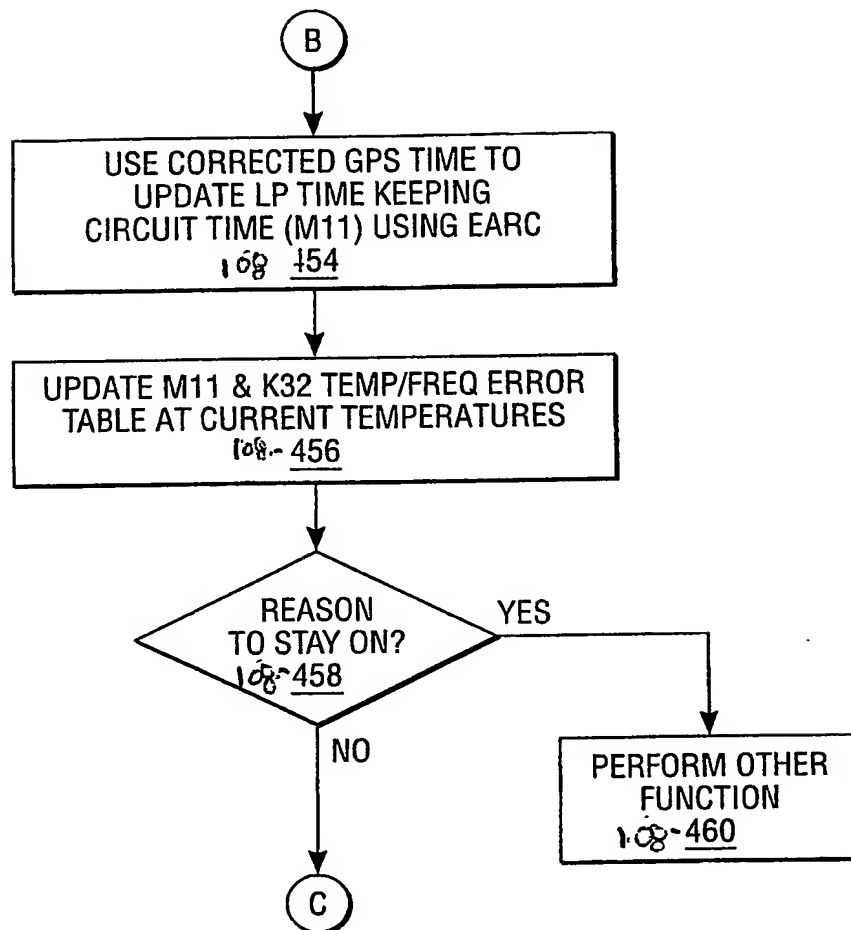 B
USE CORRECTED GPS TIME TO
UPDATE LP TIME KEEPING
CIRCUIT TIME (M11) USING EARC
108 454
UPDATE M11 & K32 TEMP/FREQ ERROR
TABLE AT CURRENT TEMPERATURES
108-456
REASON
TO STAY ON?
108-458
YES
NO
PERFORM OTHER
FUNCTION
108-460
C